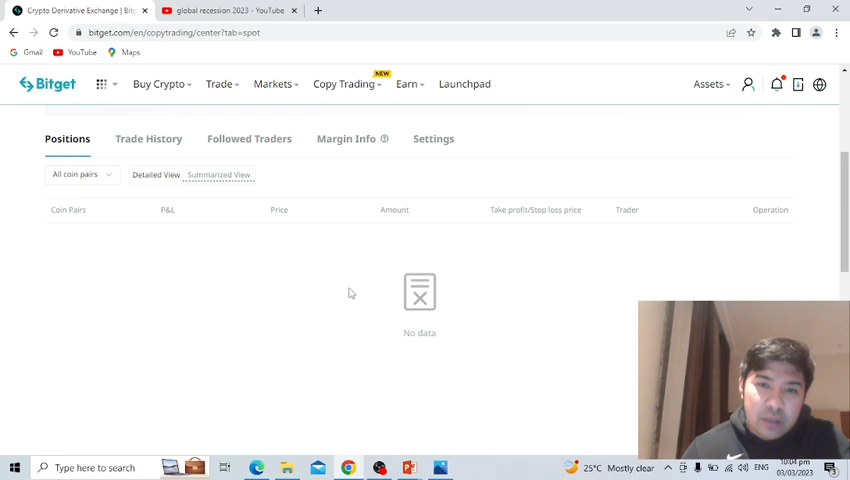 Crypto Derivative Exchange | Bitg
global recession 2023 - YouTube
bitget.com/en/copytrading/center?tab=spot
Gmail
YouTube
Maps
Bitget
Buy Crypto
Trade
Markets
Copy Trading
NEW
Earn
Launchpad
Assets
Positions
Trade History
Followed Traders
Margin Info
Settings
All coin pairs
Detailed View
Summarized View
Coin Pairs
P&L
Price
Amount
Take profit/Stop loss price
Trader
Operation
No data
Type here to search
25°C Mostly clear
ENG
10:04 pm
03/03/2023